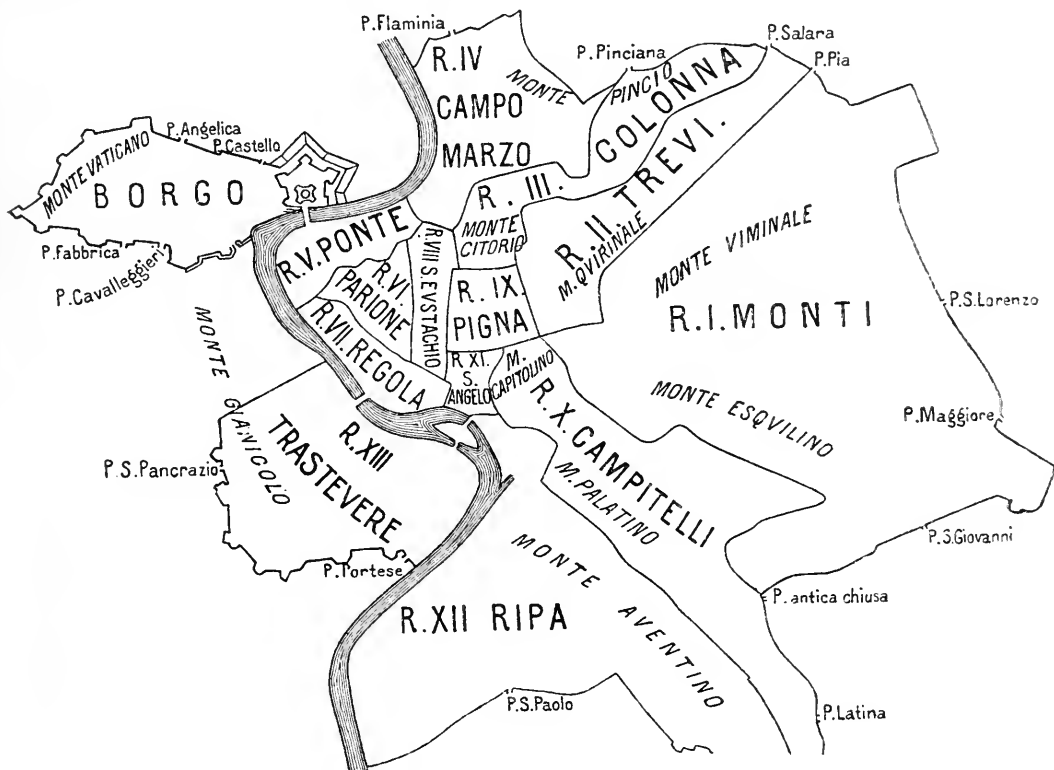 P. Flaminia
P. Salara
P. Pinciana
P. Pia
R. IV
CAMPO
MARZO
MONTE
PINCIO
COLONNA
R. III.
R. II. TREVI.
M. QVIRINALE
MONTE
CITORIO
P. Angelica
P. Castello
MONTE VATICANO
BORGO
P. Fabbrica
P. Cavalleggieri
R. V. PONTE
R. VI.
PARIONE
R. VII. REGOLA
R. VIII S. EVSTACHIO
R. IX.
PIGNA
R XI.
S.
ANGELO
M.
CAPITOLINO
R. X. CAMPITELLI
M. PALATINO
MONTE VIMINALE
R. I. MONTI
P. S. Lorenzo
MONTE ESQVILINO
P. Maggiore
P. S. Giovanni
P. antica chiusa
MONTE GIANICOLO
R. XIII
TRASTEVERE
P. S. Pancrazio
P. Portese
R. XII RIPA
MONTE AVENTINO
P. S. Paolo
P. Latina